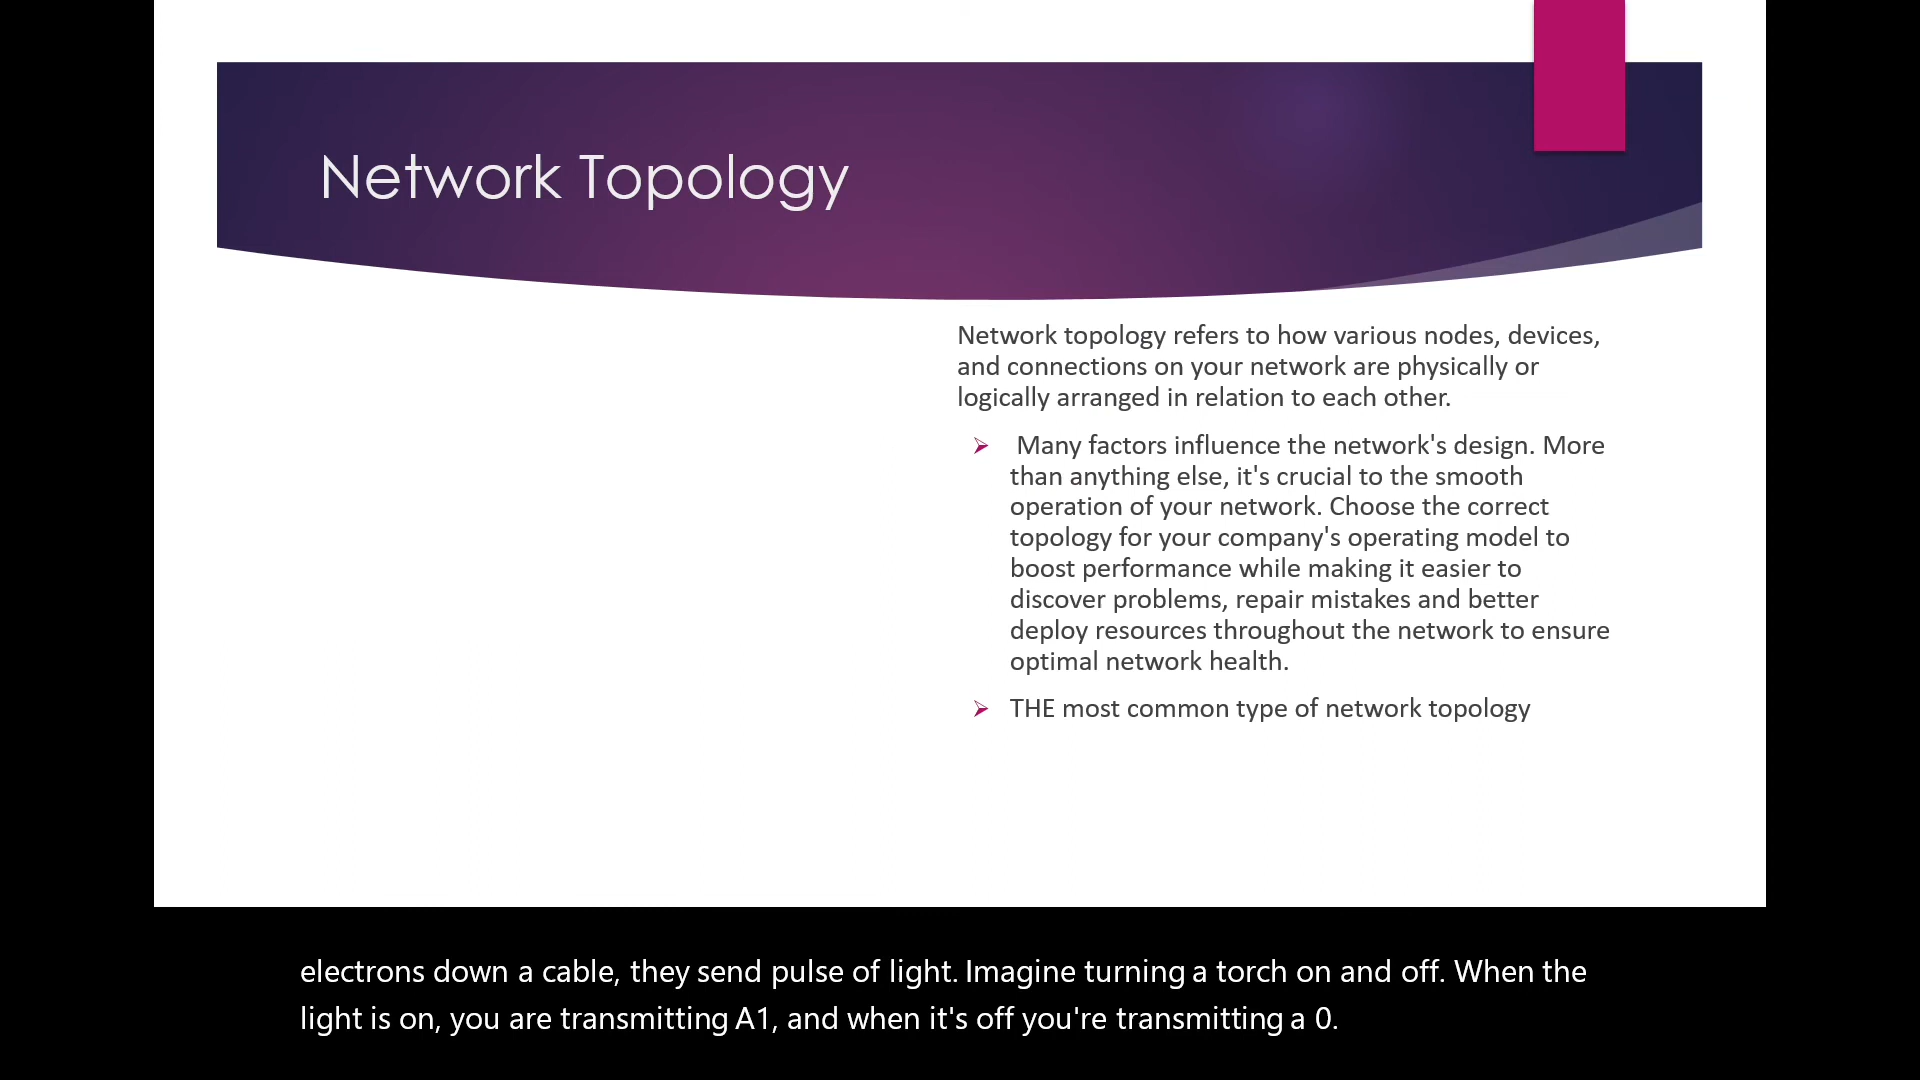 Network Topology
Network topology refers to how various nodes, devices,
and connections on your network are physically or
logically arranged in relation to each other.
Many factors influence the network's design. More
than anything else, it's crucial to the smooth
operation of your network. Choose the correct
topology for your company's operating model to
boost performance while making it easier to
discover problems, repair mistakes and better
deploy resources throughout the network to ensure
optimal network health.
THE most common type of network topology
electrons down a cable, they send pulse of light. Imagine turning a torch on and off. When the
light is on, you are transmitting A1, and when it's off you're transmitting a 0.